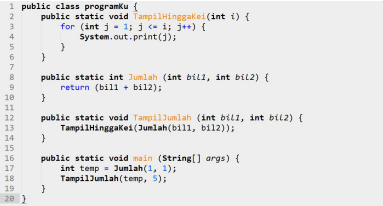 1 public class programKu {
2 public static void TampilHinggaKei(int i) {
3 for (int j = 1; j <= i; j++) {
4 System.out.print(j);
5 }
6 }
7
8 public static int Jumlah (int bil1, int bil2) {
9 return (bil1 + bil2);
10 }
11
12 public static void TampilJumlah (int bil1, int bil2) {
13 TampilHinggaKei(Jumlah(bil1, bil2));
14 }
15
16 public static void main (String[] args) {
17 int temp = Jumlah(1, 1);
18 TampilJumlah(temp, 5);
19 }
20 }